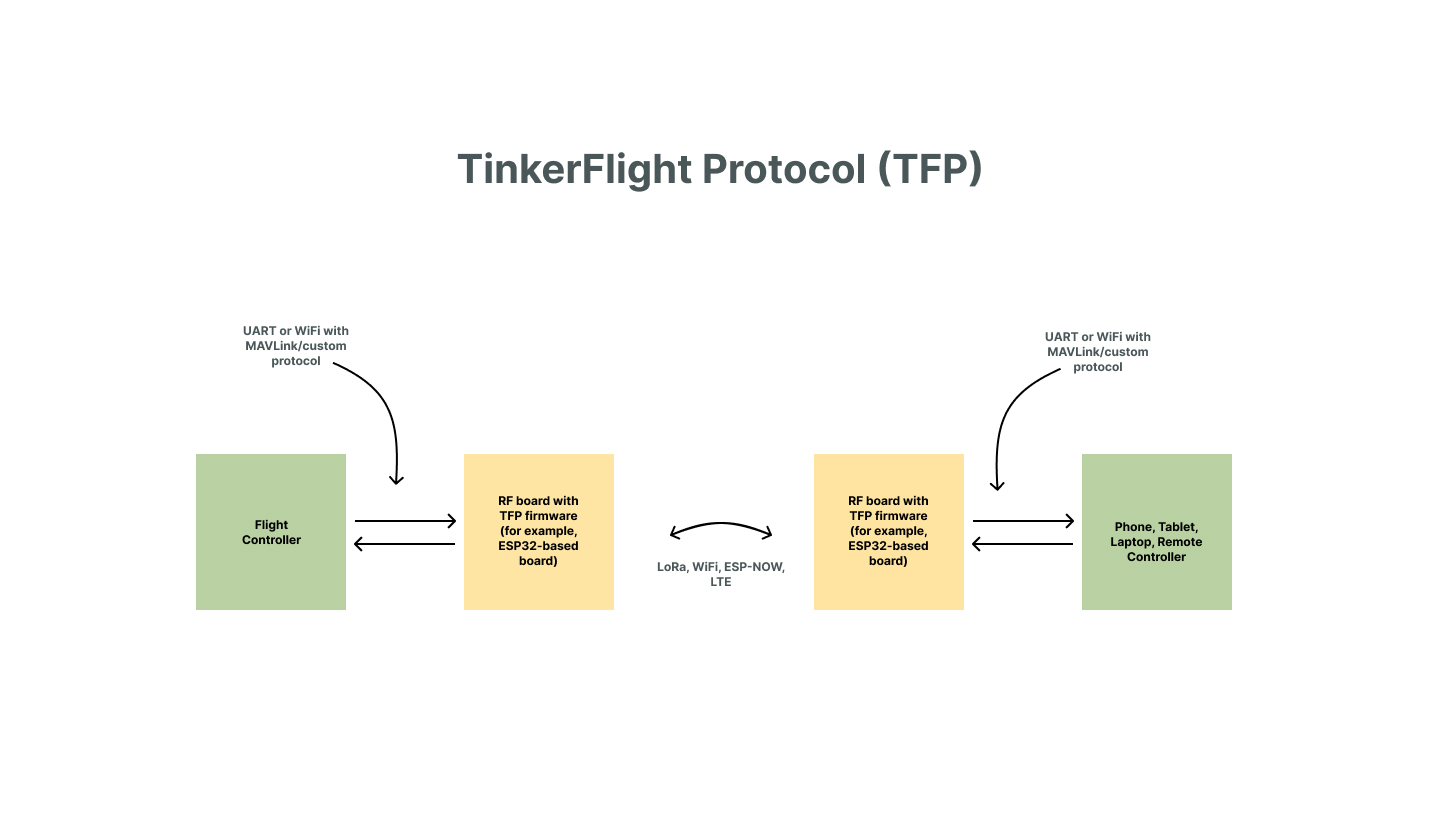 TinkerFlight Protocol (TFP)
UART or WiFi with
MAVLink/custom
protocol
UART or WiFi with
MAVLink/custom
protocol
Flight
Controller
RF board with
TFP firmware
(for example,
ESP32-based
board)
LoRa, WiFi, ESP-NOW,
LTE
RF board with
TFP firmware
(for example,
ESP32-based
board)
Phone, Tablet,
Laptop, Remote
Controller